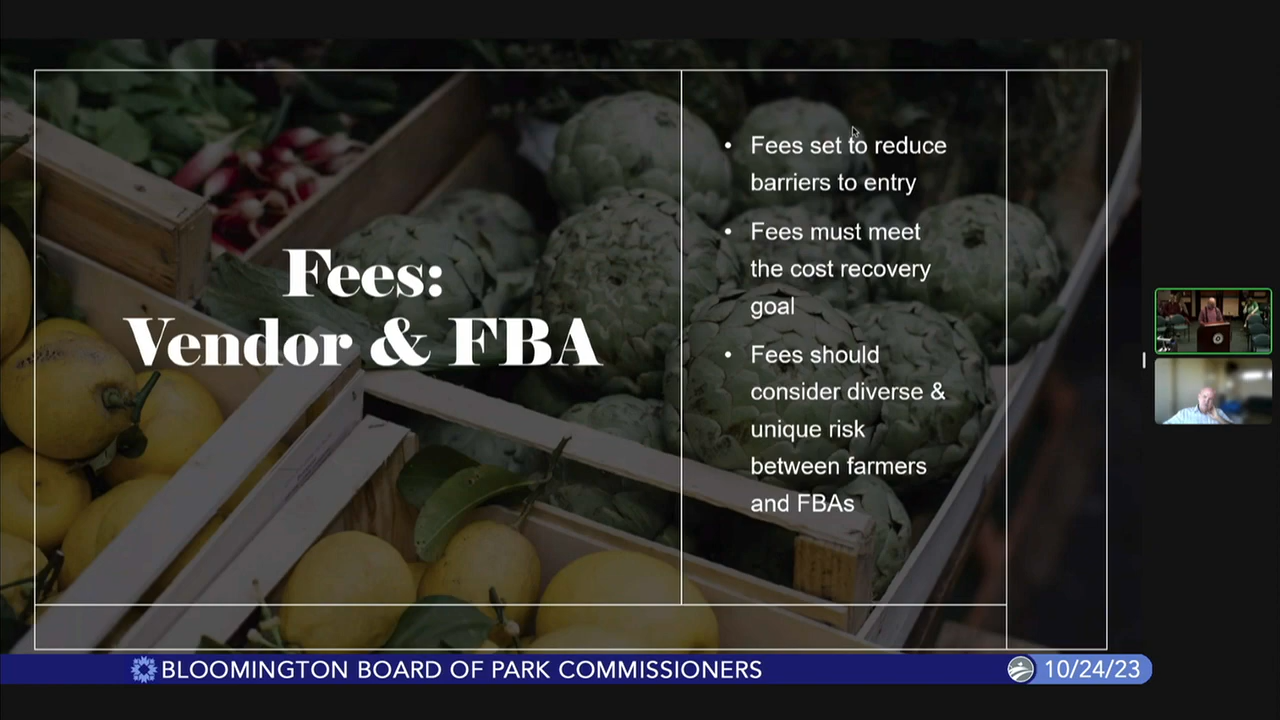 Fees:
Vendor & FBA
• Fees set to reduce
barriers to entry
• Fees must meet
the cost recovery
goal
• Fees should
consider diverse &
unique risk
between farmers
and FBAs
BLOOMINGTON BOARD OF PARK COMMISSIONERS
10/24/23